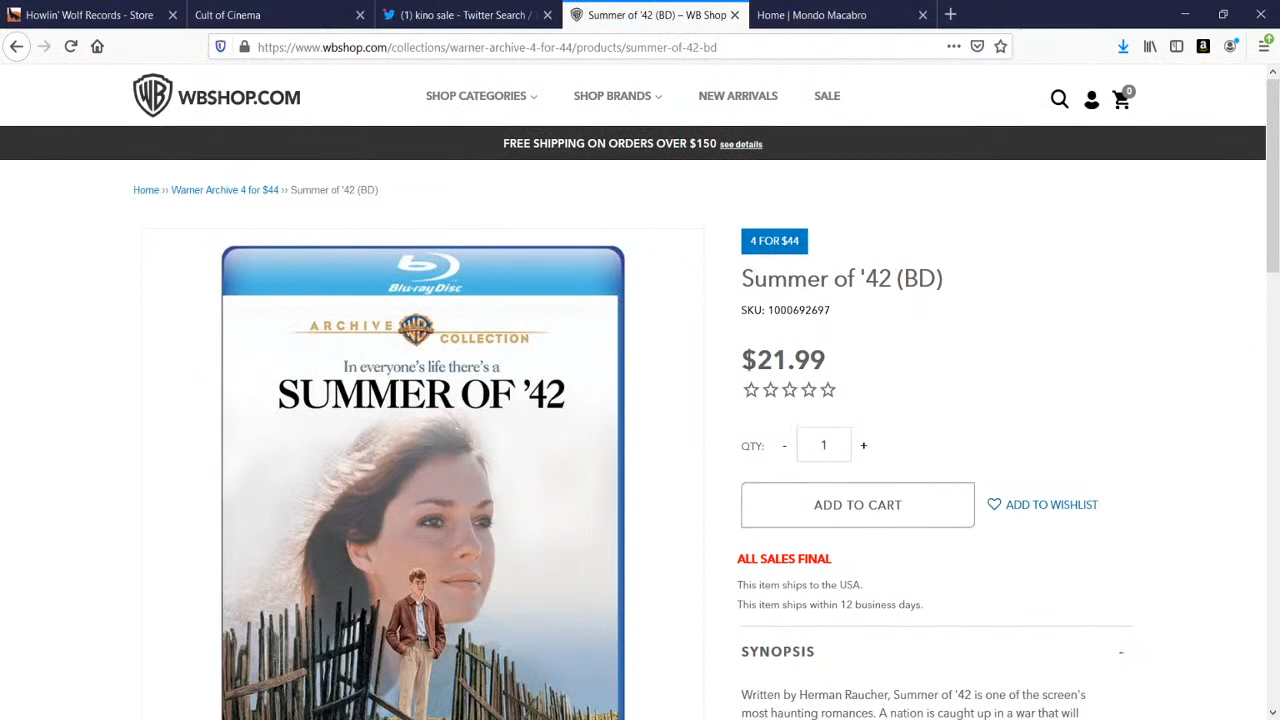 Howlin' Wolf Records - Store
Cult of Cinema
(1) kino sale - Twitter Search /
Summer of '42 (BD) – WB Shop
Home | Mondo Macabro
https://www.wbshop.com/collections/warner-archive-4-for-44/products/summer-of-42-bd
WB WBSHOP.COM
SHOP CATEGORIES
SHOP BRANDS
NEW ARRIVALS
SALE
0
FREE SHIPPING ON ORDERS OVER $150 see details
Home ›› Warner Archive 4 for $44 ›› Summer of '42 (BD)
4 FOR $44
Summer of '42 (BD)
SKU: 1000692697
$21.99
QTY: - 1 +
ADD TO CART
ADD TO WISHLIST
ALL SALES FINAL
This item ships to the USA.
This item ships within 12 business days.
SYNOPSIS -
Written by Herman Raucher, Summer of '42 is one of the screen's
most haunting romances. A nation is caught up in a war that will
Blu-ray Disc
ARCHIVE WB COLLECTION
In everyone's life there's a
SUMMER OF '42